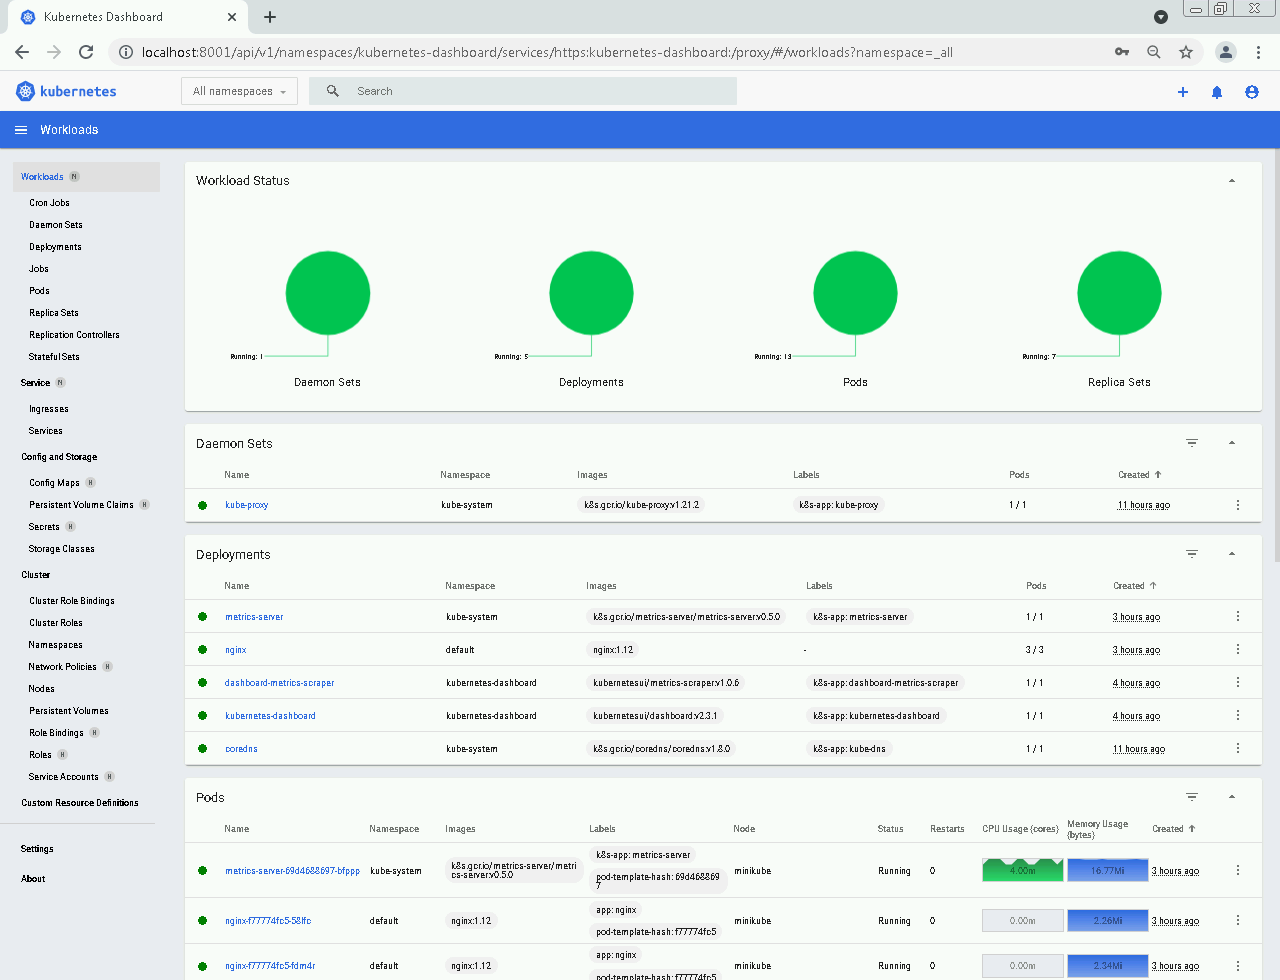 Kubernetes Dashboard
localhost:8001/api/v1/namespaces/kubernetes-dashboard/services/https:kubernetes-dashboard:/proxy/#/workloads?namespace=_all
kubernetes
All namespaces
Search
Workloads
Workloads N
Cron Jobs
Daemon Sets
Deployments
Jobs
Pods
Replica Sets
Replication Controllers
Stateful Sets
Service N
Ingresses
Services
Config and Storage
Config Maps N
Persistent Volume Claims N
Secrets N
Storage Classes
Cluster
Cluster Role Bindings
Cluster Roles
Namespaces
Network Policies N
Nodes
Persistent Volumes
Role Bindings N
Roles N
Service Accounts N
Custom Resource Definitions
Settings
About
Workload Status
Running: 1
Running: 5
Running: 13
Running: 7
Daemon Sets
Deployments
Pods
Replica Sets
Daemon Sets
Name Namespace Images Labels Pods Created
kube-proxy kube-system k8s.gcr.io/kube-proxy:v1.21.2 k8s-app: kube-proxy 1 / 1 11 hours ago
Deployments
Name Namespace Images Labels Pods Created
metrics-server kube-system k8s.gcr.io/metrics-server/metrics-server:v0.5.0 k8s-app: metrics-server 1 / 1 3 hours ago
nginx default nginx:1.12 - 3 / 3 3 hours ago
dashboard-metrics-scraper kubernetes-dashboard kubernetesui/metrics-scraper:v1.0.6 k8s-app: dashboard-metrics-scraper 1 / 1 4 hours ago
kubernetes-dashboard kubernetes-dashboard kubernetesui/dashboard:v2.3.1 k8s-app: kubernetes-dashboard 1 / 1 4 hours ago
coredns kube-system k8s.gcr.io/coredns/coredns:v1.8.0 k8s-app: kube-dns 1 / 1 11 hours ago
Pods
Name Namespace Images Labels Node Status Restarts CPU Usage (cores) Memory Usage (bytes) Created
k8s-app: metrics-server
metrics-server-69d4688697-bfppp kube-system k8s.gcr.io/metrics-server/metri
cs-server:v0.5.0 minikube Running 0 4.00m 16.77Mi 3 hours ago
pod-template-hash: 69d468869
7
app: nginx
nginx-f77774fc5-58lfc default nginx:1.12 minikube Running 0 0.00m 2.26Mi 3 hours ago
pod-template-hash: f77774fc5
app: nginx
nginx-f77774fc5-fdm4r default nginx:1.12 minikube Running 0 0.00m 2.34Mi 3 hours ago
pod-template-hash: f77774fc5